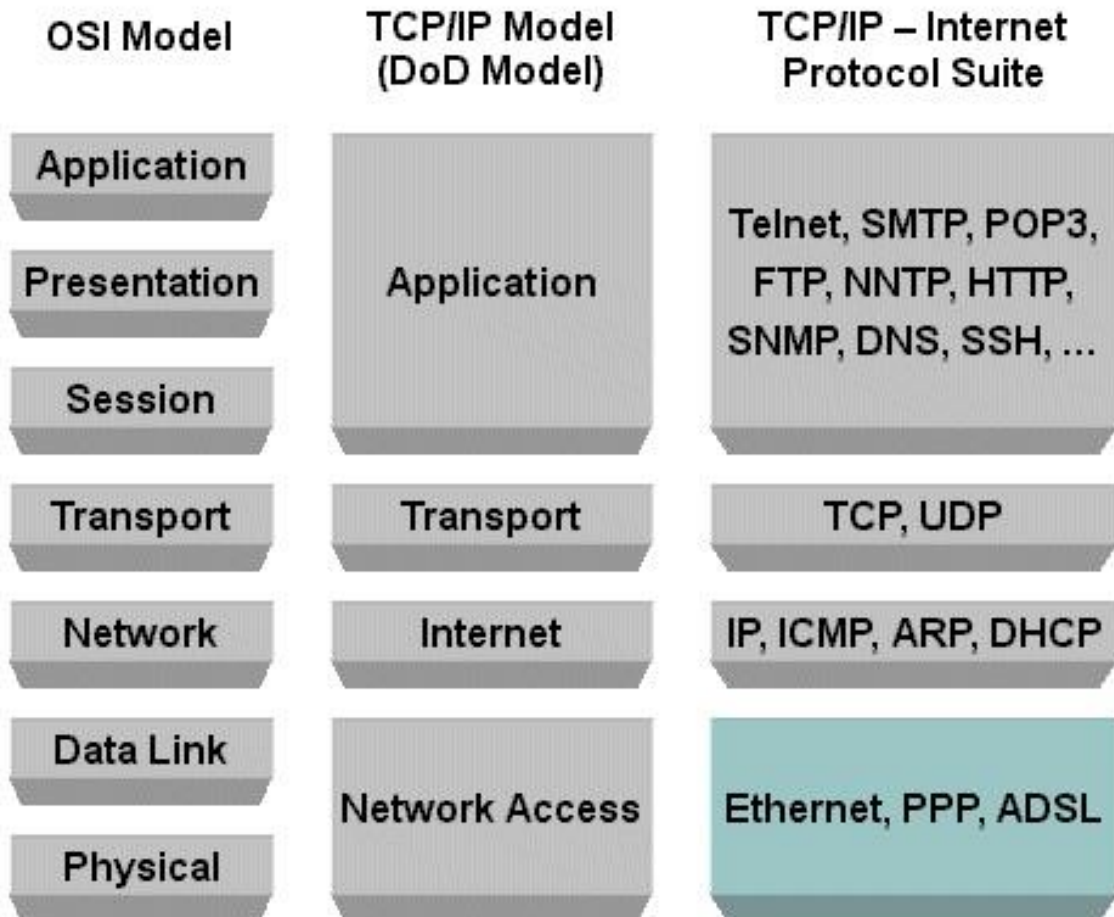 OSI Model
TCP/IP Model
(DoD Model)
TCP/IP – Internet
Protocol Suite
Application
Presentation
Session
Transport
Network
Data Link
Physical
Application
Transport
Internet
Network Access
Telnet, SMTP, POP3,
FTP, NNTP, HTTP,
SNMP, DNS, SSH, ...
TCP, UDP
IP, ICMP, ARP, DHCP
Ethernet, PPP, ADSL